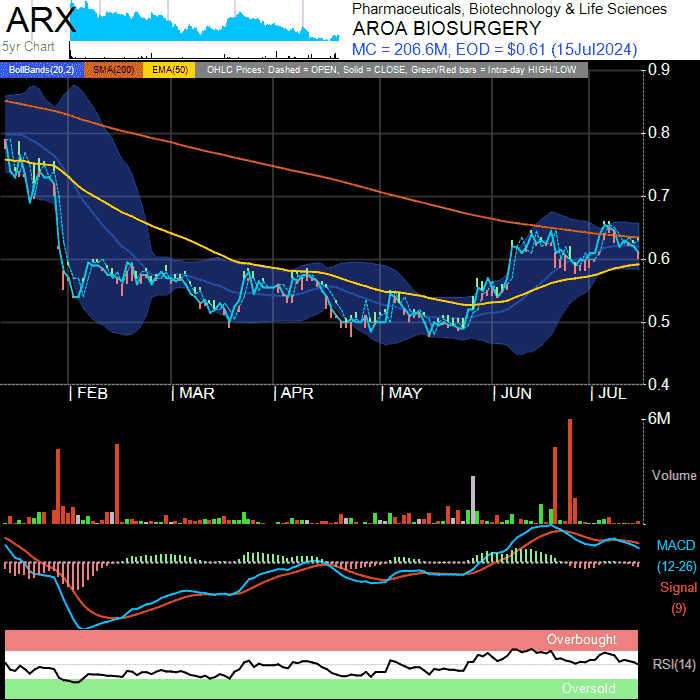 ARX
5yr Chart
Pharmaceuticals, Biotechnology & Life Sciences
AROA BIOSURGERY
MC = 206.6M, EOD = $0.61 (15Jul2024)
BollBands(20,2) SMA(200) EMA(50) OHLC Prices: Dashed = OPEN, Solid = CLOSE, Green/Red bars = Intra-day HIGH/LOW
0.9
0.8
0.7
0.6
0.5
0.4
FEB MAR APR MAY JUN JUL
6M
Volume
MACD
(12-26)
Signal
(9)
Overbought
RSI(14)
Oversold